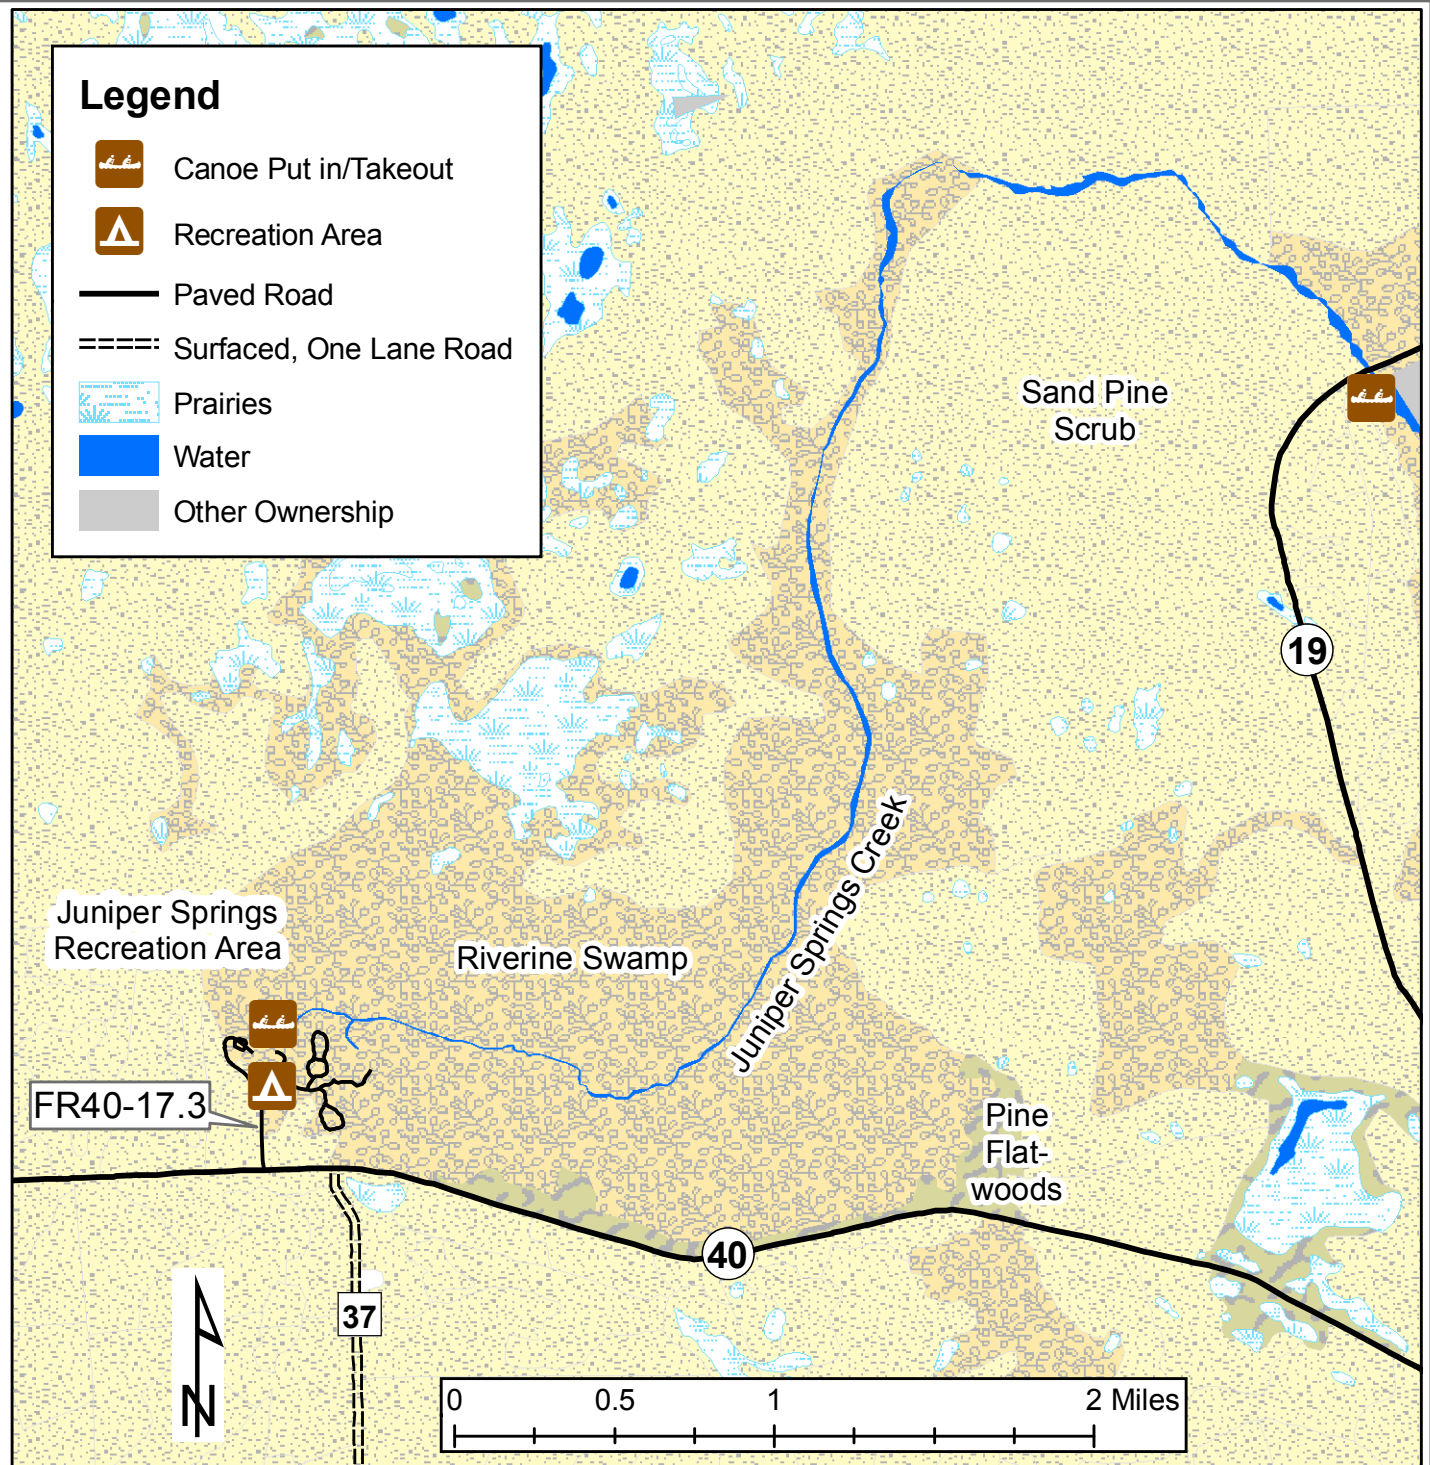 Legend
Canoe Put in/Takeout
Recreation Area
Paved Road
Surfaced, One Lane Road
Prairies
Water
Other Ownership
Sand Pine
Scrub
19
Juniper Springs Creek
Juniper Springs
Recreation Area
Riverine Swamp
FR40-17.3
Pine
Flat-
woods
40
37
N
0 0.5 1 2 Miles